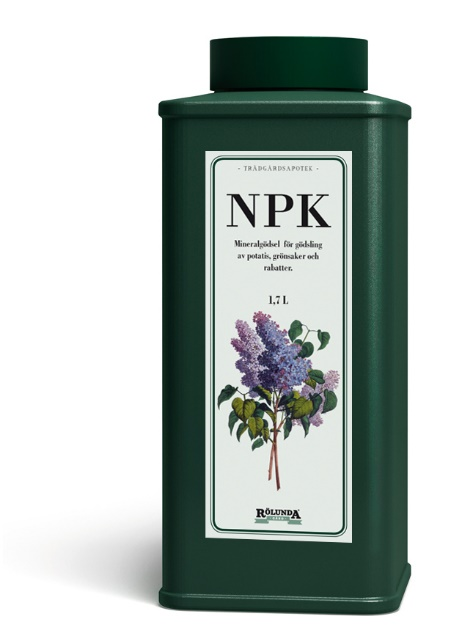 - TRÄDGÅRDSAPOTEK -
NPK
Mineralgödsel för gödsling
av potatis, grönsaker och
rabatter.
1,7 L
RÖLUNDA